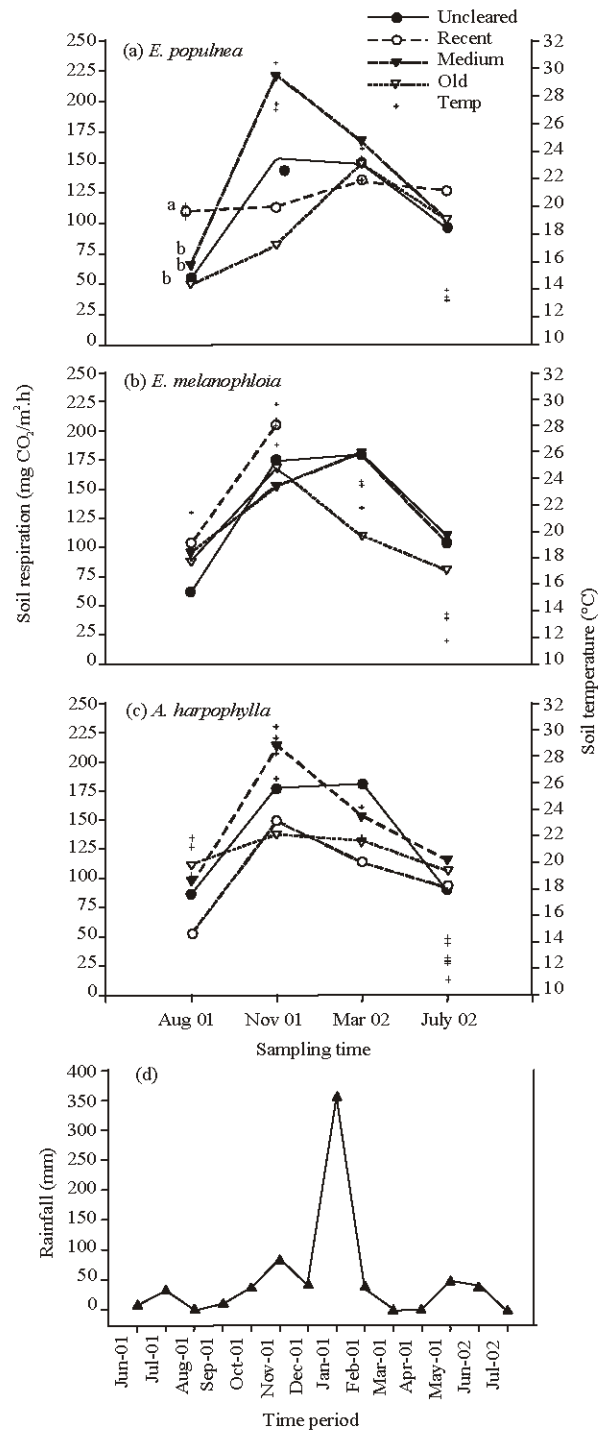 Uncleared
Recent
Medium
Old
Temp
(a) E. populnea
250
225
200
175
150
125
100
75
50
25
0
32
30
28
26
24
22
20
18
16
14
12
10
a
b
b
b
(b) E. melanophloia
250
225
200
175
150
125
100
75
50
25
0
32
30
28
26
24
22
20
18
16
14
12
10
Soil respiration (mg CO2/m2.h)
Soil temperature (°C)
(c) A. harpophylla
250
225
200
175
150
125
100
75
50
25
0
32
30
28
26
24
22
20
18
16
14
12
10
Aug 01 Nov 01 Mar 02 July 02
Sampling time
(d)
Rainfall (mm)
400
350
300
250
200
150
100
50
0
Jun-01
Jul-01
Aug-01
Sep-01
Oct-01
Nov-01
Dec-01
Jan-01
Feb-01
Mar-01
Apr-01
May-01
Jun-02
Jul-02
Time period